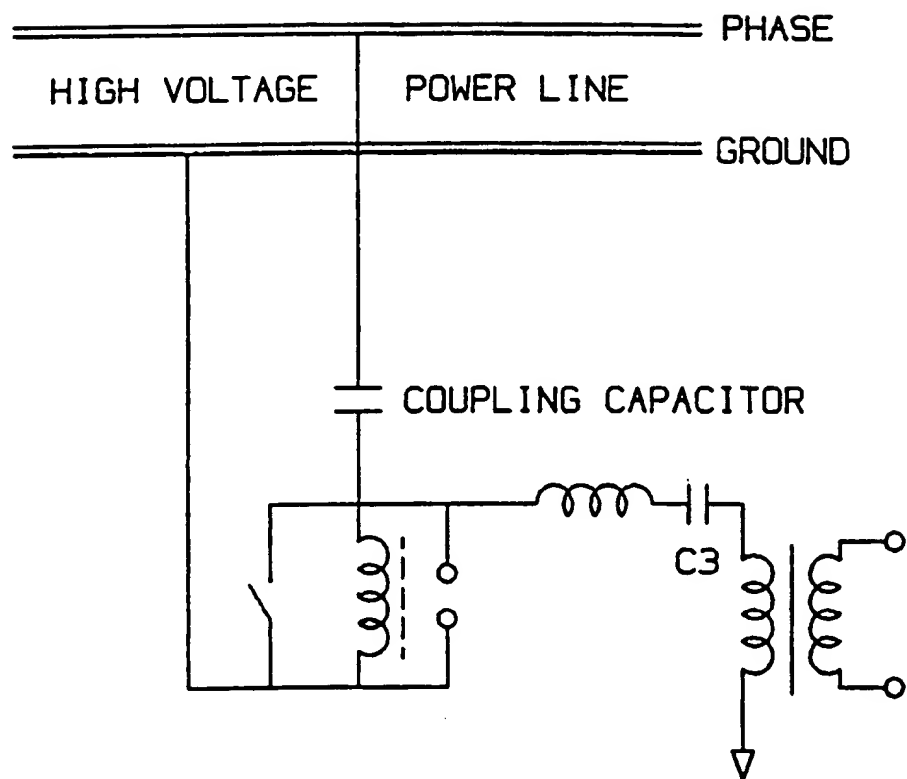 PHASE
HIGH VOLTAGE POWER LINE
GROUND
COUPLING CAPACITOR
C3